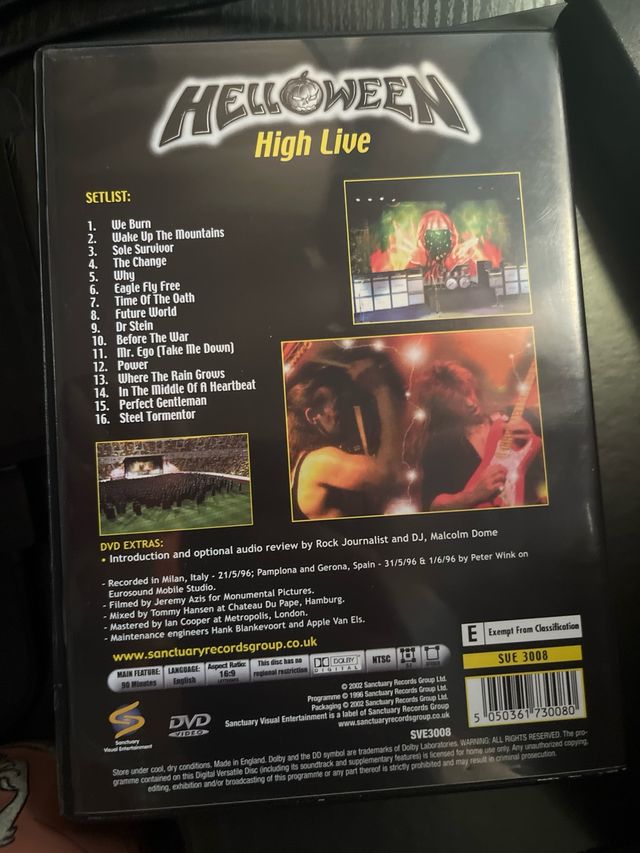 HELLOWEEN
High Live
SETLIST:
1. We Burn
2. Wake Up The Mountains
3. Sole Survivor
4. The Change
5. Why
6. Eagle Fly Free
7. Time Of The Oath
8. Future World
9. Dr Stein
10. Before The War
11. Mr. Ego (Take Me Down)
12. Power
13. Where The Rain Grows
14. In The Middle Of A Heartbeat
15. Perfect Gentleman
16. Steel Tormentor
DVD EXTRAS:
• Introduction and optional audio review by Rock Journalist and DJ, Malcolm Dome
- Recorded in Milan, Italy - 21/5/96; Pamplona and Gerona, Spain - 31/5/96 & 1/6/96 by Peter Wink on
Eurosound Mobile Studio.
- Filmed by Jeremy Azis for Monumental Pictures.
- Mixed by Tommy Hansen at Chateau Du Pape, Hamburg.
- Mastered by Ian Cooper at Metropolis, London.
- Maintenance engineers Hank Blankevoort and Apple Van Els.
www.sanctuaryrecordsgroup.co.uk
MAIN FEATURE:
90 Minutes
LANGUAGE:
English
Aspect Ratio:
16:9
LETTERBOX
This disc has no
regional restriction
DOLBY
DIGITAL
NTSC
E Exempt From Classification
SUE 3008
5 050361 730080
© 2002 Sanctuary Records Group Ltd.
Programme © 1996 Sanctuary Records Group Ltd.
Packaging © 2002 Sanctuary Records Group Ltd.
Sanctuary Visual Entertainment is a label of Sanctuary Records Group
www.sanctuaryrecordsgroup.co.uk
SVE3008
Sanctuary
Visual Entertainment
DVD
VIDEO
Store under cool, dry conditions. Made in England. Dolby and the DD symbol are trademarks of Dolby Laboratories. WARNING: ALL RIGHTS RESERVED. The pro-
gramme contained on this Digital Versatile Disc (including its soundtrack and supplementary features) is licensed for home use only. Any unauthorized copying,
editing, exhibition and/or broadcasting of this programme or any part thereof is strictly prohibited and may result in criminal prosecution.